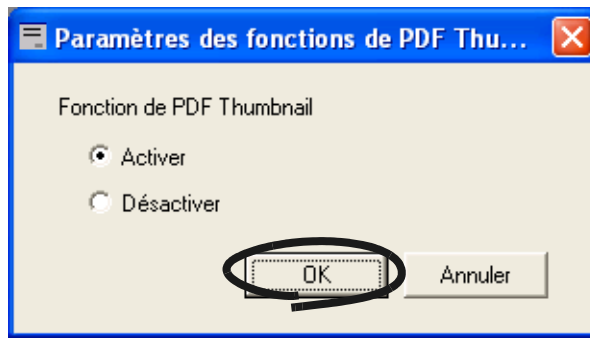 Paramètres des fonctions de PDF Thu...
Fonction de PDF Thumbnail
Activer
Désactiver
OK Annuler